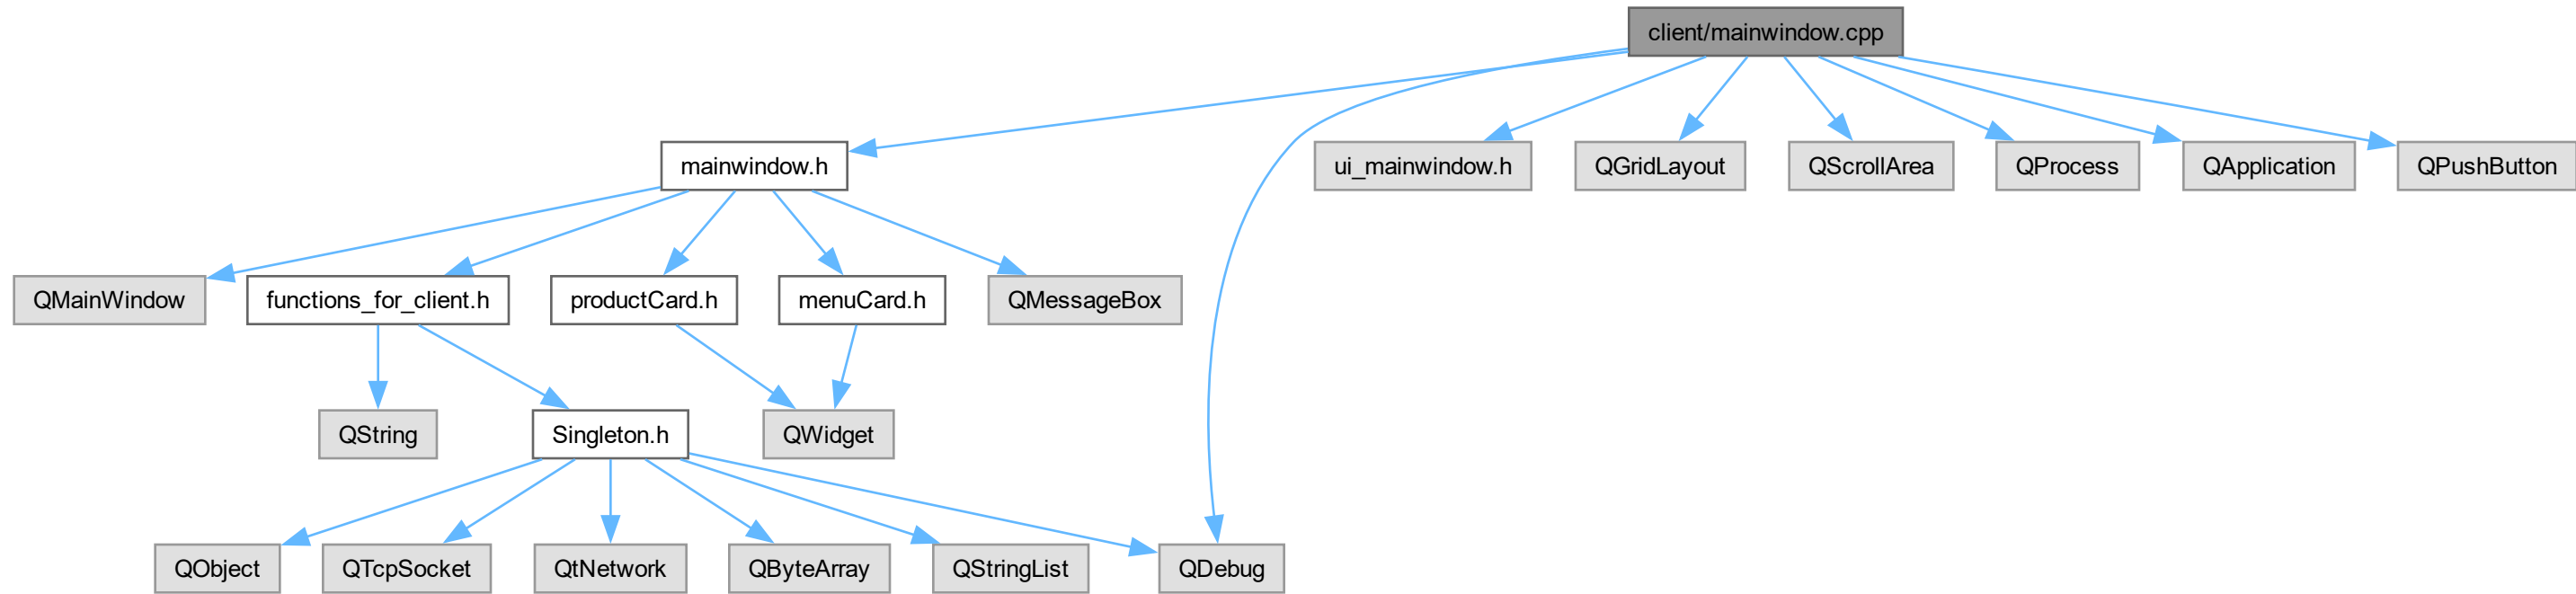 client/mainwindow.cpp
mainwindow.h
ui_mainwindow.h
QGridLayout
QScrollArea
QProcess
QApplication
QPushButton
QMainWindow
functions_for_client.h
productCard.h
menuCard.h
QMessageBox
QString
Singleton.h
QWidget
QObject
QTcpSocket
QtNetwork
QByteArray
QStringList
QDebug